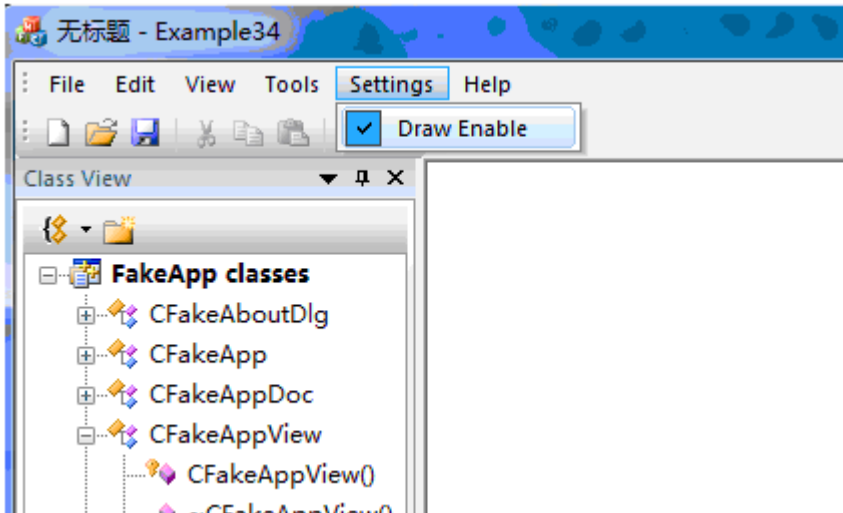 无标题 - Example34
File Edit View Tools Settings Help
Draw Enable
Class View
FakeApp classes
CFakeAboutDlg
CFakeApp
CFakeAppDoc
CFakeAppView
CFakeAppView()
~CFakeAppView()